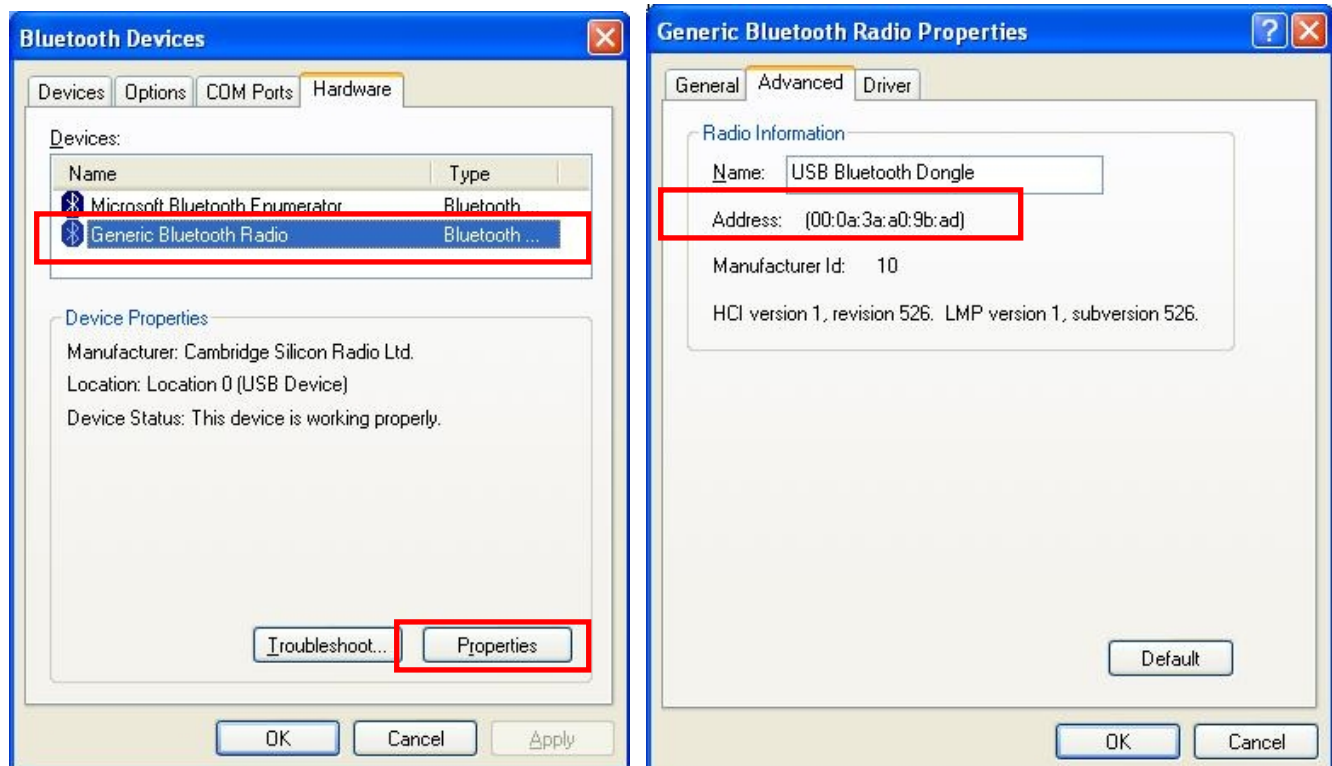 Bluetooth Devices
Devices Options COM Ports Hardware
Devices:
Name Type
Microsoft Bluetooth Enumerator Bluetooth ...
Generic Bluetooth Radio Bluetooth ...
Device Properties
Manufacturer: Cambridge Silicon Radio Ltd.
Location: Location 0 (USB Device)
Device Status: This device is working properly.
Troubleshoot... Properties
OK Cancel Apply
Generic Bluetooth Radio Properties
General Advanced Driver
Radio Information
Name: USB Bluetooth Dongle
Address: (00:0a:3a:a0:9b:ad)
Manufacturer Id: 10
HCI version 1, revision 526. LMP version 1, subversion 526.
Default
OK Cancel